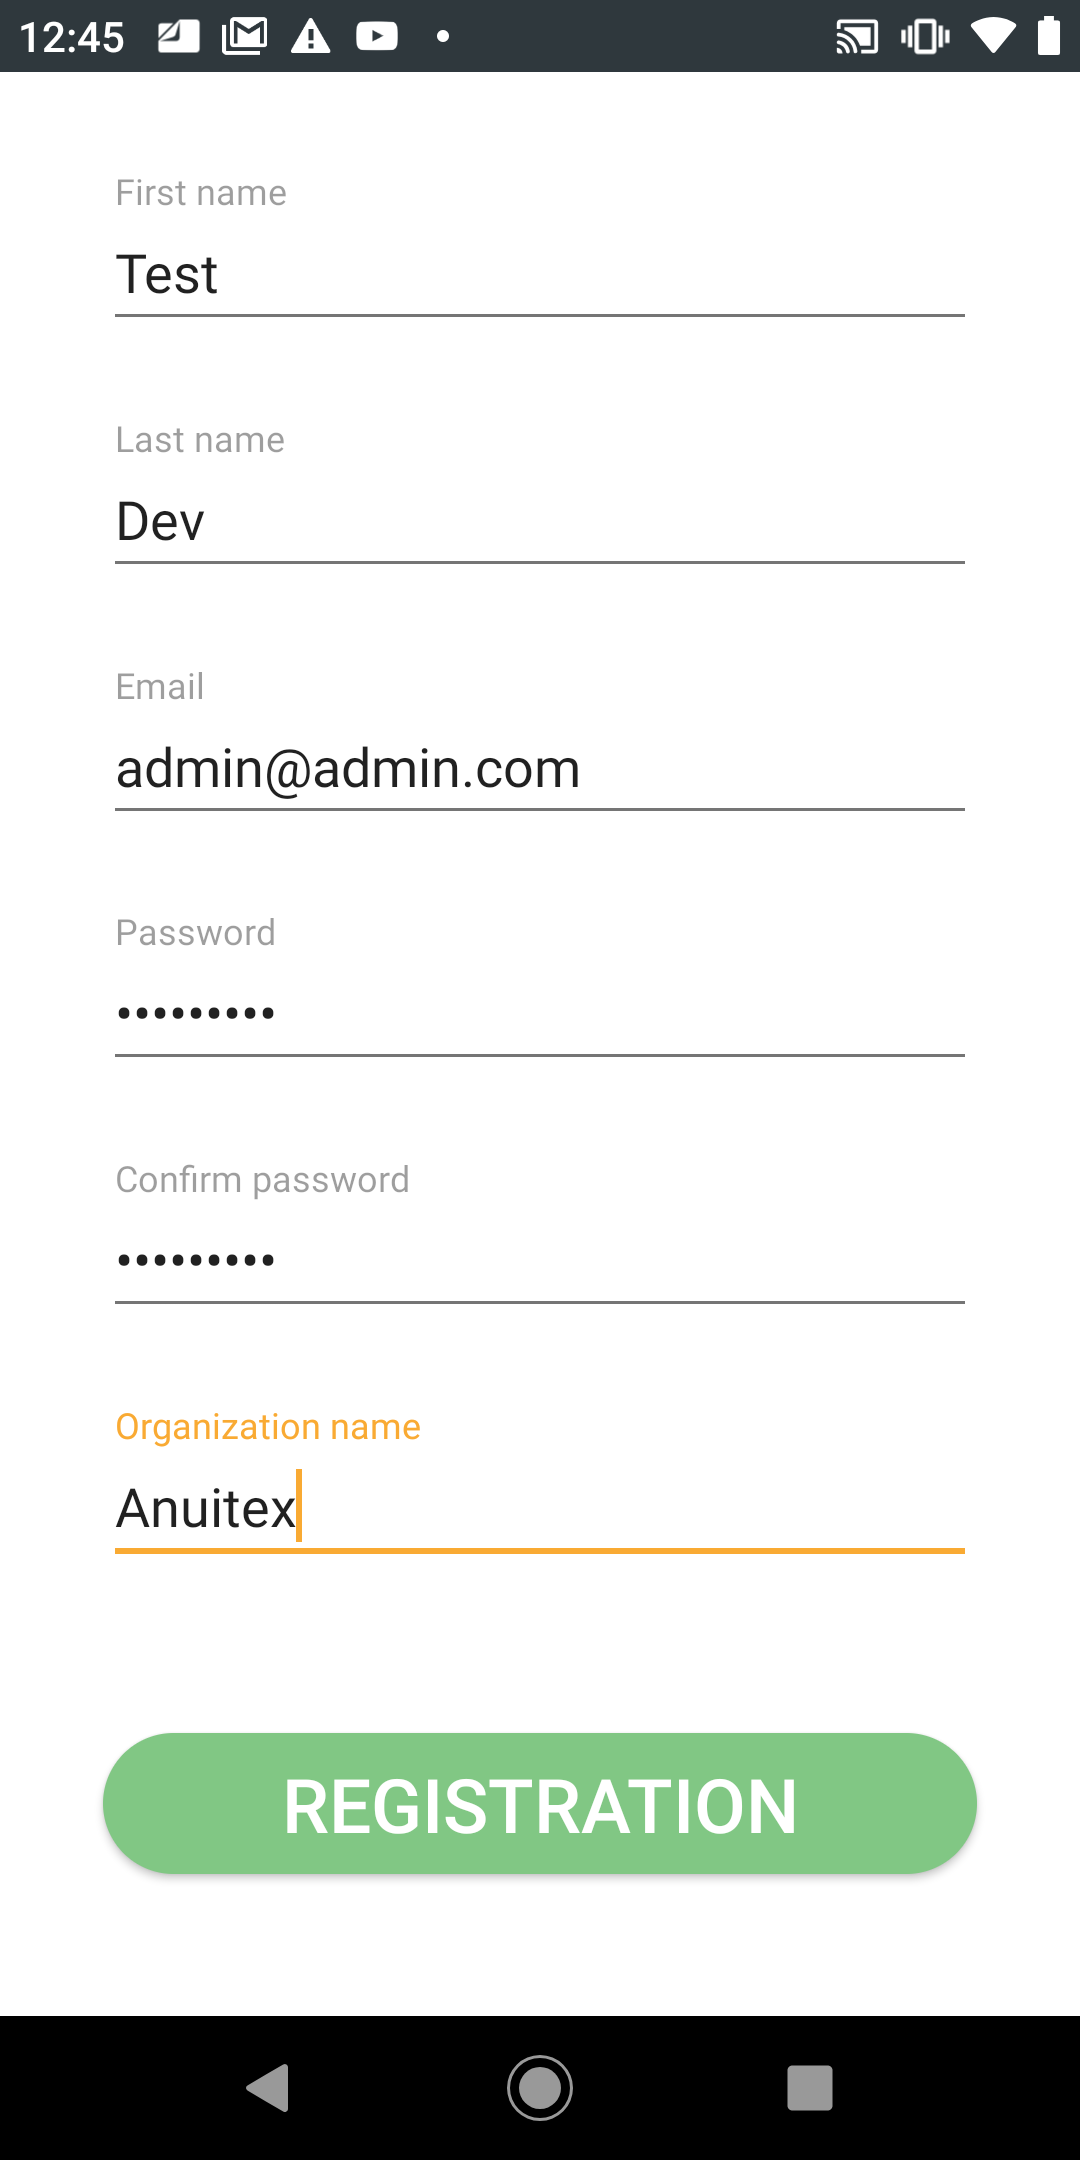 12:45
First name
Test
Last name
Dev
Email
admin@admin.com
Password
•••••••••
Confirm password
•••••••••
Organization name
Anuitex
REGISTRATION